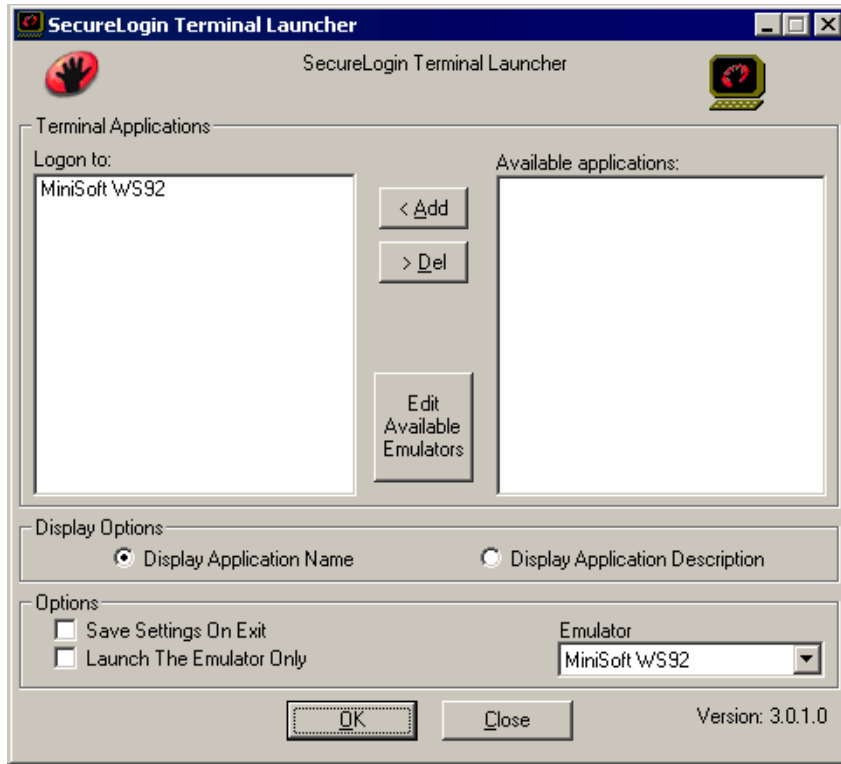 SecureLogin Terminal Launcher
SecureLogin Terminal Launcher
Terminal Applications
Logon to:
Available applications:
MiniSoft WS92
< Add
> Del
Edit
Available
Emulators
Display Options
Display Application Name
Display Application Description
Options
Save Settings On Exit
Launch The Emulator Only
Emulator
MiniSoft WS92
OK
Close
Version: 3.0.1.0